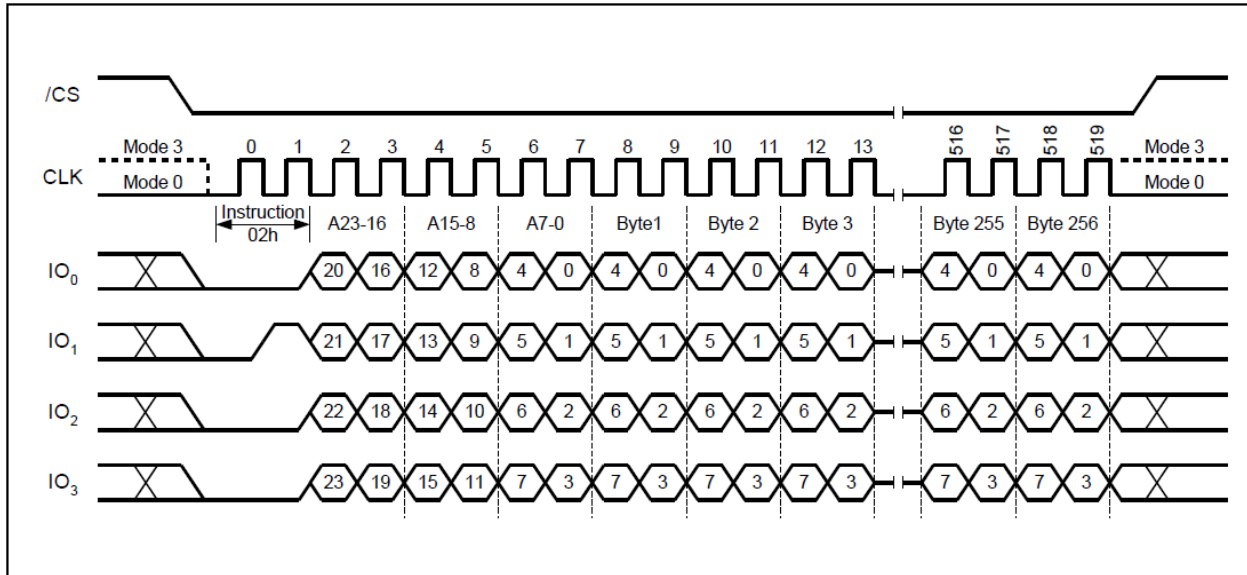 /CS
Mode 3 0 1 2 3 4 5 6 7 8 9 10 11 12 13 516 517 518 519 Mode 3
CLK
Mode 0 Mode 0
Instruction
02h
A23-16 A15-8 A7-0 Byte1 Byte 2 Byte 3 Byte 255 Byte 256
IO0 20 16 12 8 4 0 4 0 4 0 4 0 4 0 4 0
IO1 21 17 13 9 5 1 5 1 5 1 5 1 5 1 5 1
IO2 22 18 14 10 6 2 6 2 6 2 6 2 6 2 6 2
IO3 23 19 15 11 7 3 7 3 7 3 7 3 7 3 7 3